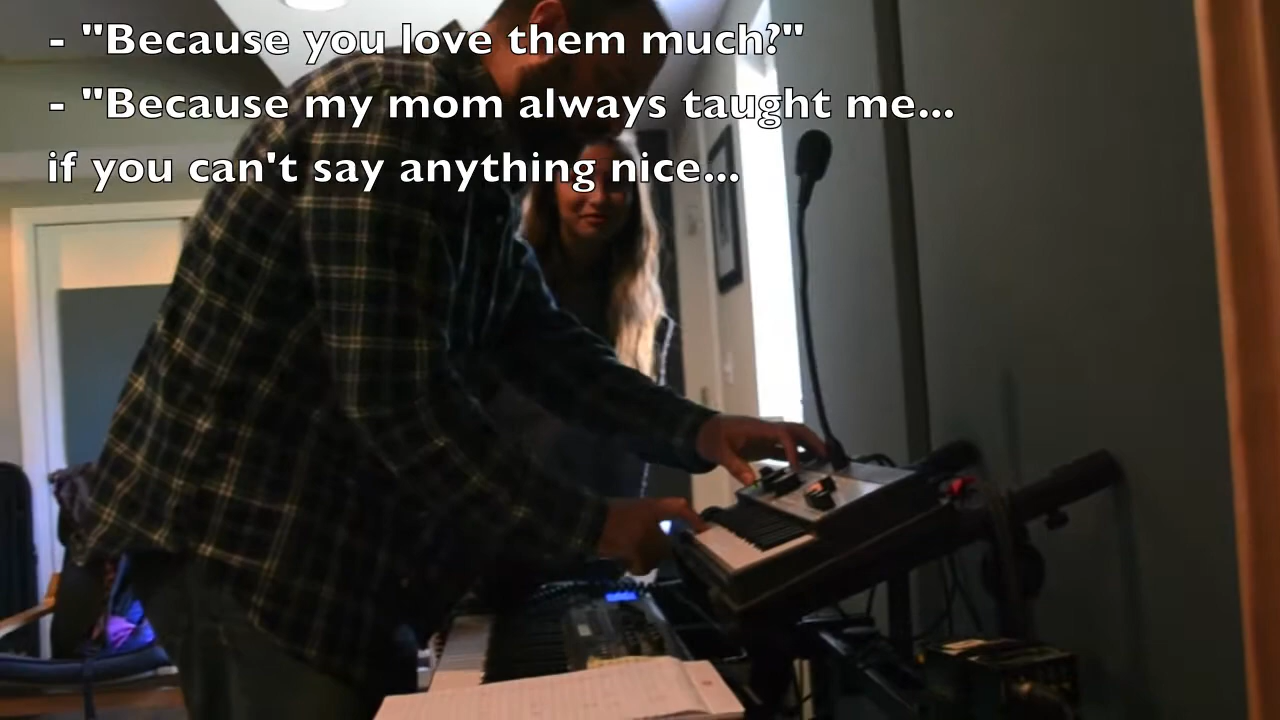 - "Because you love them much?"
- "Because my mom always taught me...
if you can't say anything nice...